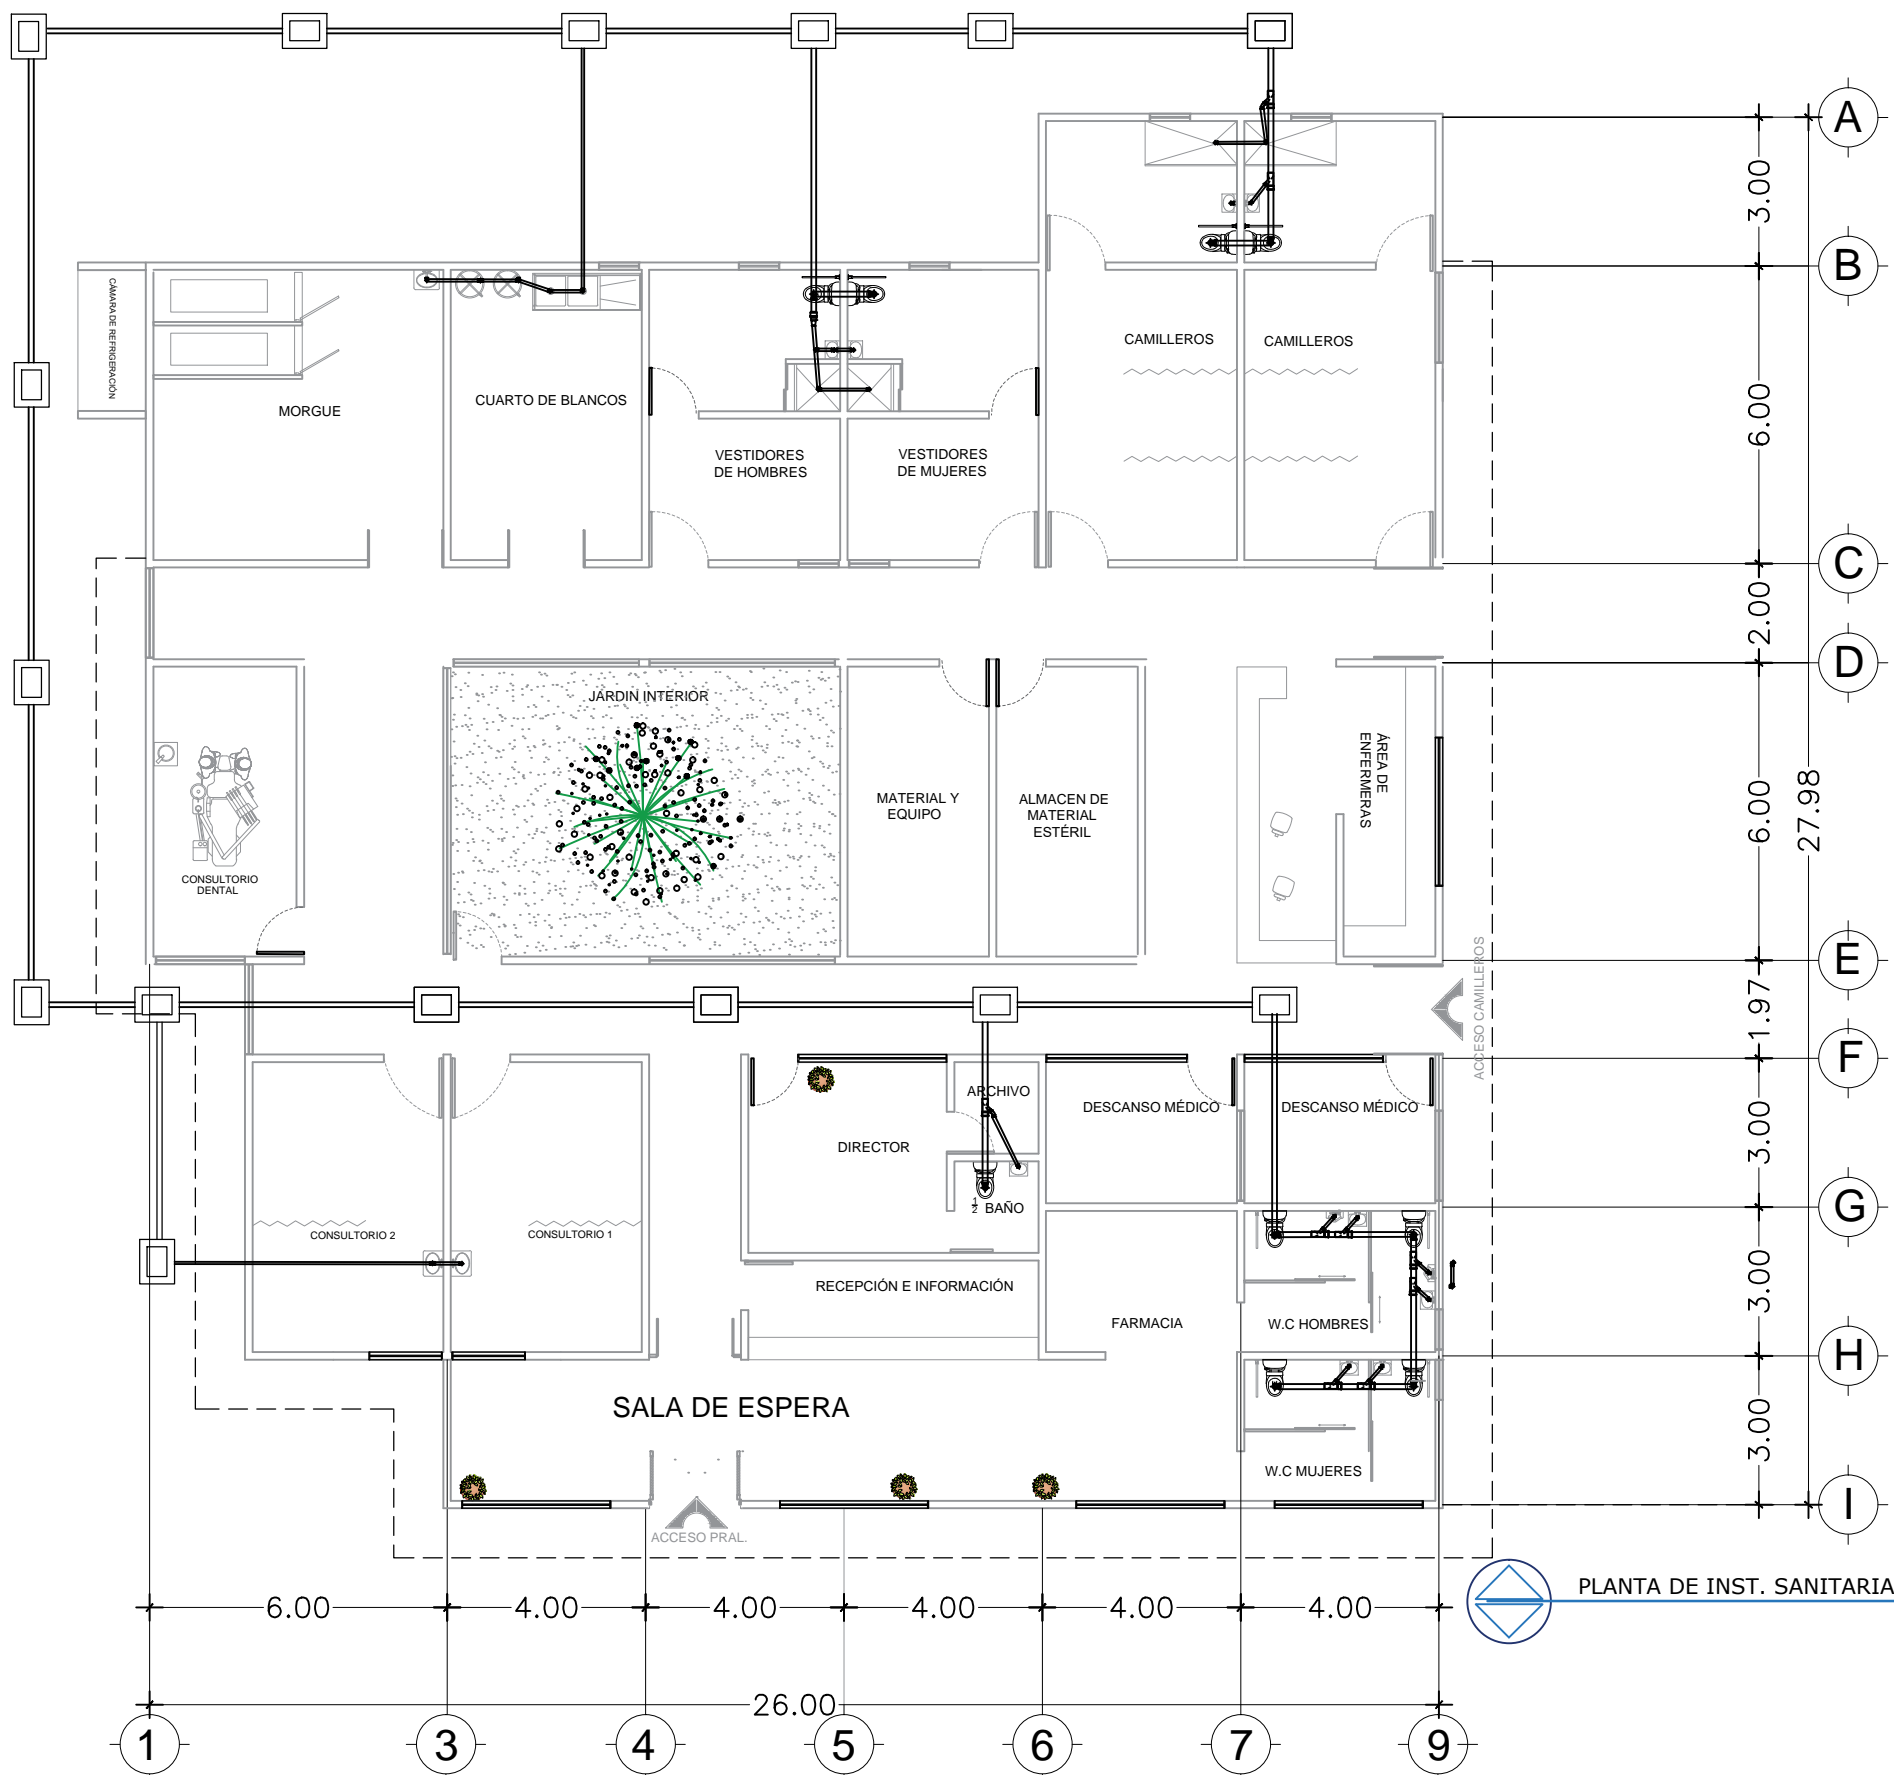 A
3.00
B
CÁMARA DE REFRIGERACIÓN
CAMILLEROS
CAMILLEROS
MORGUE
CUARTO DE BLANCOS
6.00
VESTIDORES
DE HOMBRES
VESTIDORES
DE MUJERES
C
2.00
D
JARDIN INTERIOR
ÁREA DE
ENFERMERAS
MATERIAL Y
EQUIPO
ALMACEN DE
MATERIAL
ESTÉRIL
6.00
27.98
CONSULTORIO
DENTAL
E
ACCESO CAMILLEROS
1.97
F
ARCHIVO
DESCANSO MÉDICO
DESCANSO MÉDICO
DIRECTOR
3.00
½ BAÑO
G
CONSULTORIO 2
CONSULTORIO 1
RECEPCIÓN E INFORMACIÓN
3.00
FARMACIA
W.C HOMBRES
H
SALA DE ESPERA
3.00
W.C MUJERES
I
ACCESO PRAL.
PLANTA DE INST. SANITARIA
6.00
4.00
4.00
4.00
4.00
4.00
26.00
1
3
4
5
6
7
9